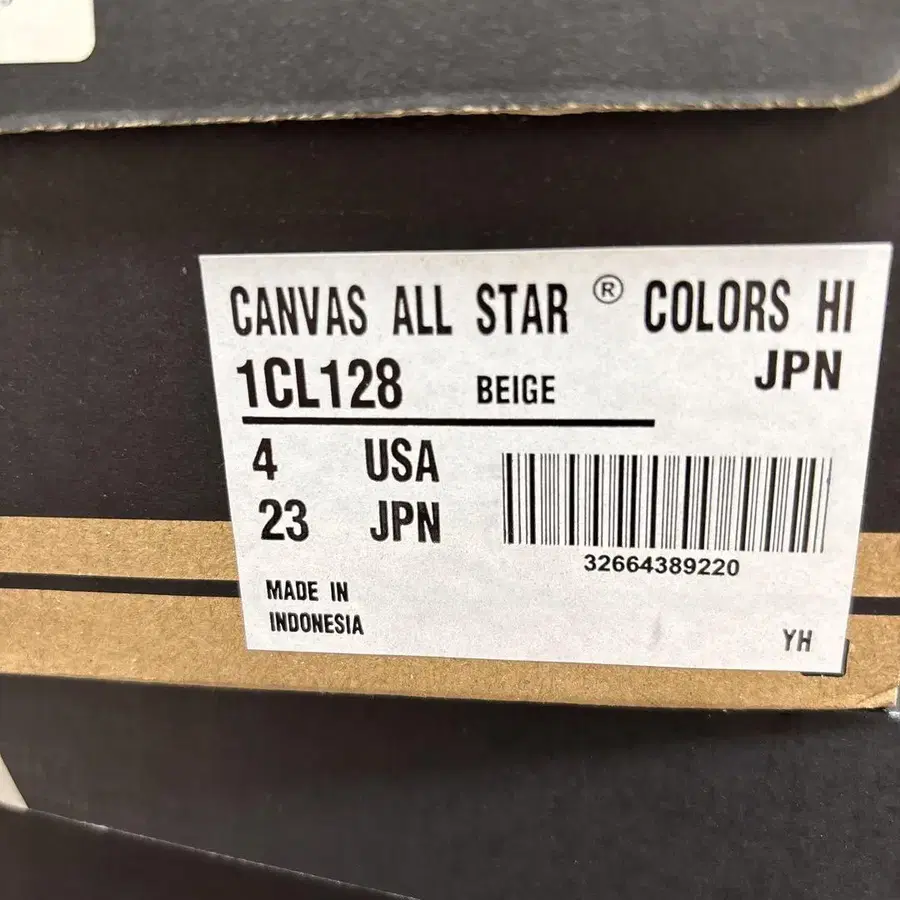 CANVAS ALL STAR ® COLORS HI
1CL128 BEIGE JPN
4 USA
23 JPN
32664389220
MADE IN
INDONESIA
YH